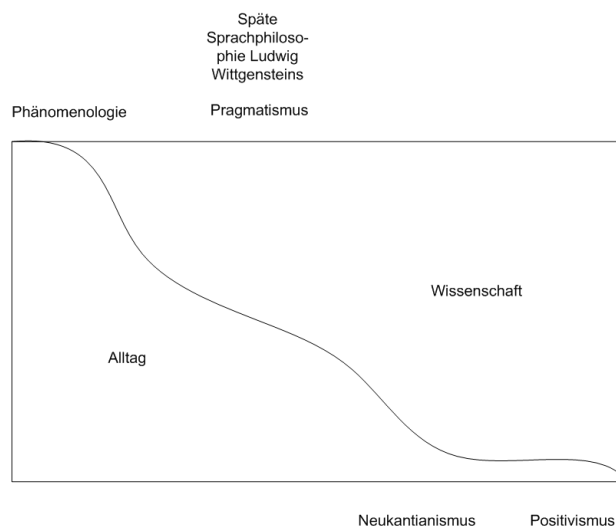 Späte
Sprachphiloso-
phie Ludwig
Wittgensteins
Phänomenologie
Pragmatismus
Wissenschaft
Alltag
Neukantianismus
Positivismus